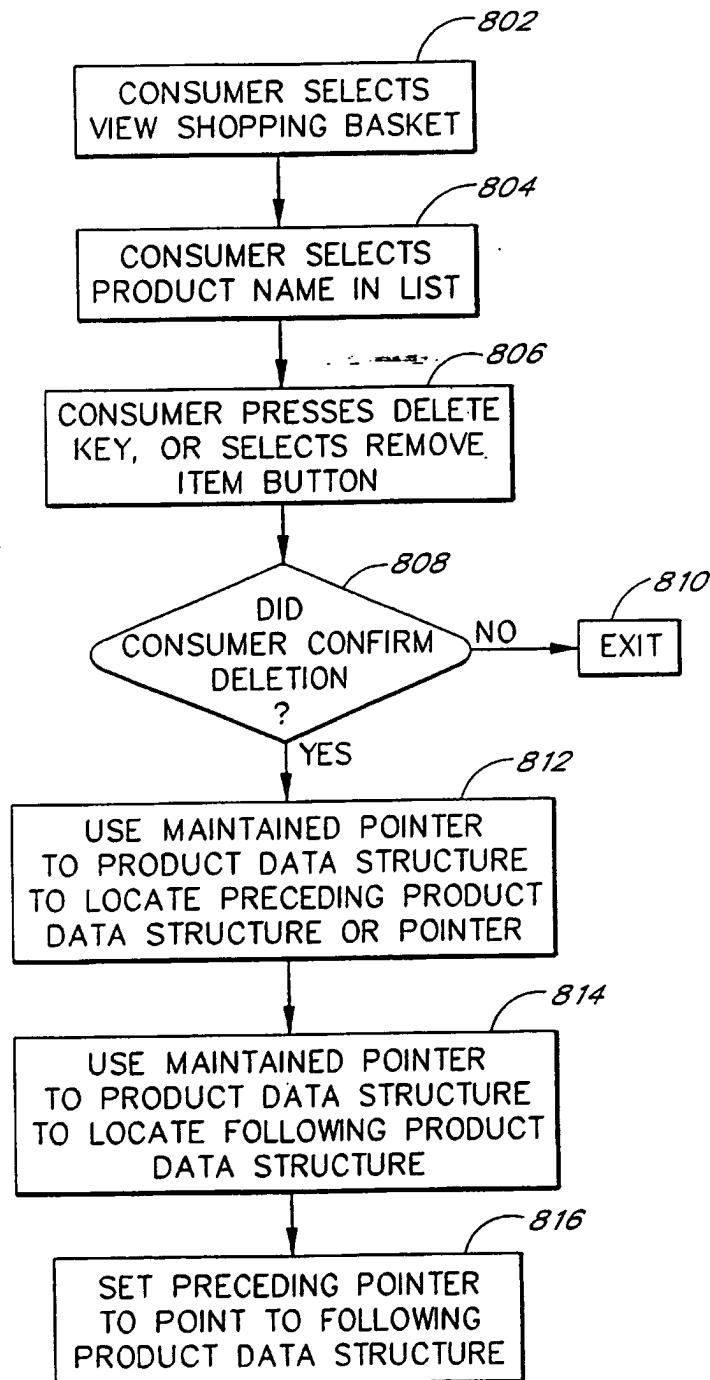 802
CONSUMER SELECTS
VIEW SHOPPING BASKET
804
CONSUMER SELECTS
PRODUCT NAME IN LIST
806
CONSUMER PRESSES DELETE
KEY, OR SELECTS REMOVE
ITEM BUTTON
808
DID
CONSUMER CONFIRM
DELETION
?
NO
810
EXIT
YES
812
USE MAINTAINED POINTER
TO PRODUCT DATA STRUCTURE
TO LOCATE PRECEDING PRODUCT
DATA STRUCTURE OR POINTER
814
USE MAINTAINED POINTER
TO PRODUCT DATA STRUCTURE
TO LOCATE FOLLOWING PRODUCT
DATA STRUCTURE
816
SET PRECEDING POINTER
TO POINT TO FOLLOWING
PRODUCT DATA STRUCTURE